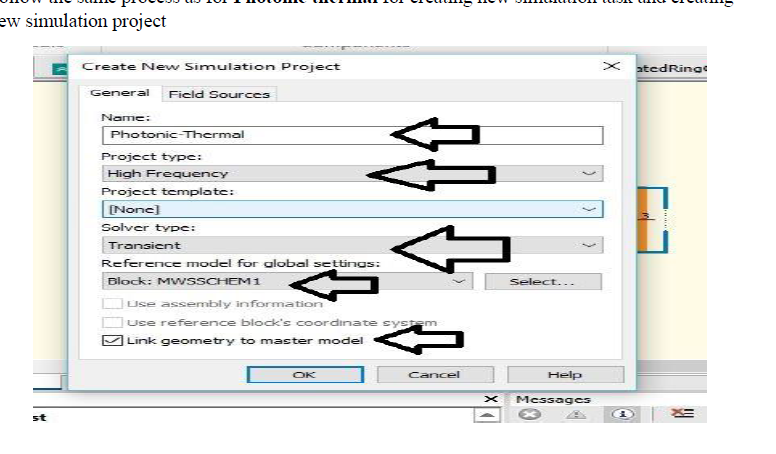 the same process as for Photonic-thermal for creating new simulation task and creating
ew simulation project
Create New Simulation Project
atedRing
General
Field Sources
Name:
Photonic-Thermal
Project type:
High Frequency
Project template:
[None]
3
Solver type:
Transient
Reference model for global settings:
Block: MWSSCHEM1
Select...
Use assembly information
Use reference block's coordinate system
Link geometry to master model
OK
Cancel
Help
Messages
st